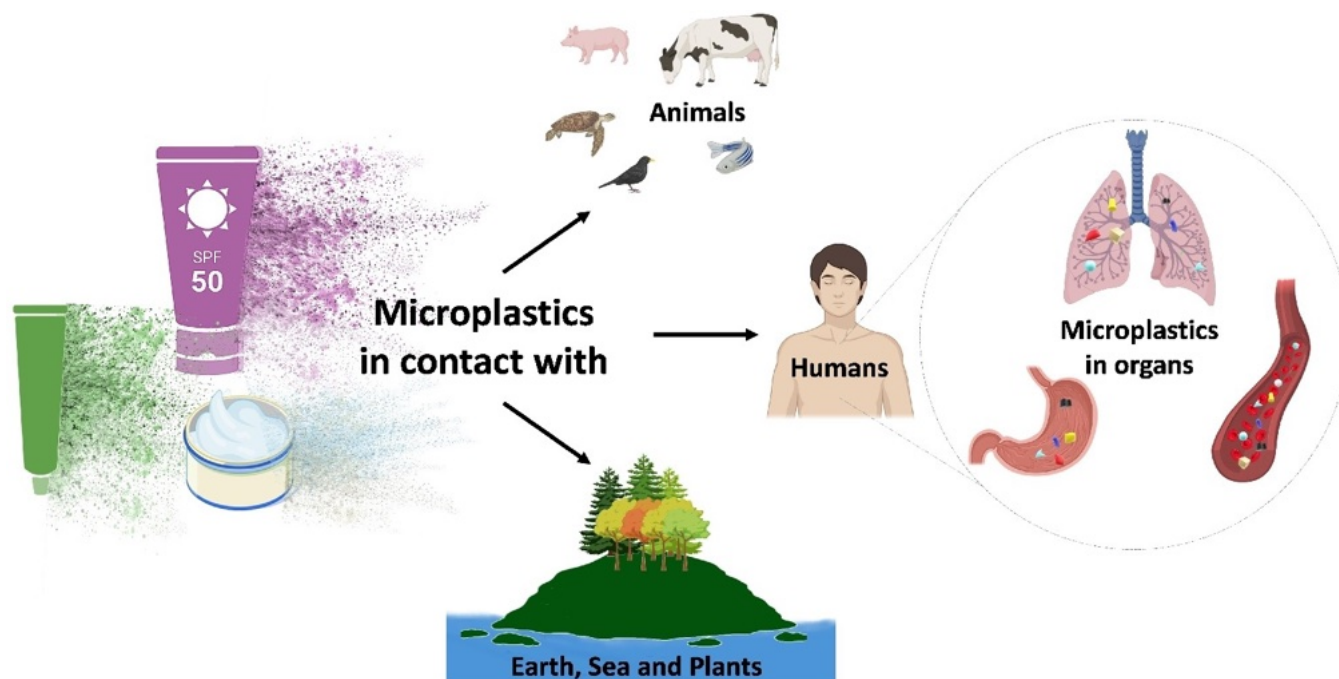 Animals
SPF
50
Microplastics
in contact with
Humans
Microplastics
in organs
Earth, Sea and Plants